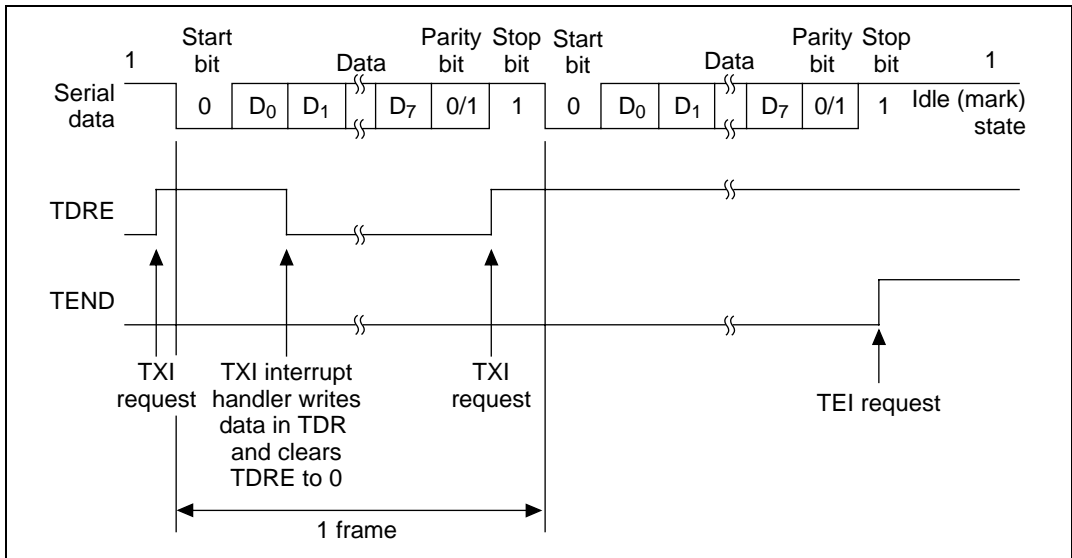 Start bit Data Parity bit Stop bit Start bit Data Parity bit Stop bit
1 1
Serial data 0 D₀ D₁ D₇ 0/1 1 0 D₀ D₁ D₇ 0/1 1 Idle (mark) state
TDRE
TEND
TXI request
TXI interrupt handler writes data in TDR and clears TDRE to 0
TXI request
TEI request
1 frame